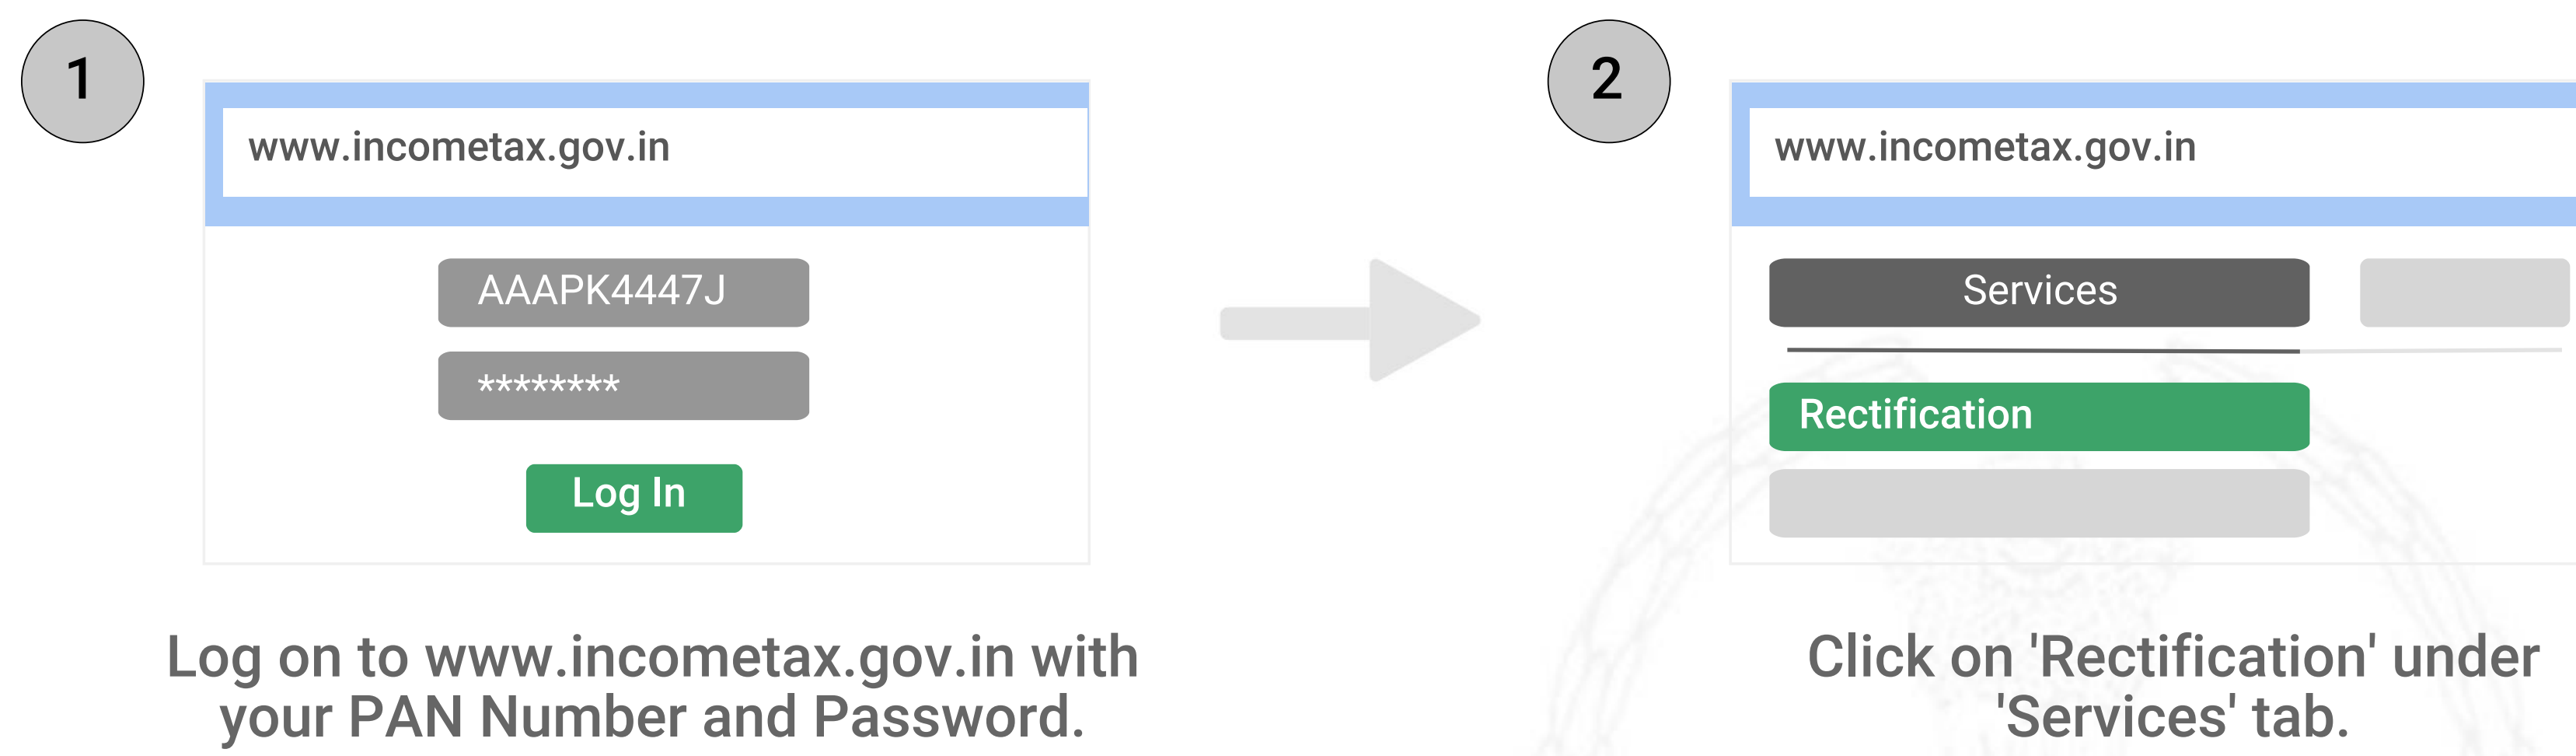 1
www.incometax.gov.in
AAAPK4447J
********
Log In
Log on to www.incometax.gov.in with
your PAN Number and Password.
2
www.incometax.gov.in
Services
Rectification
Click on 'Rectification' under
'Services' tab.